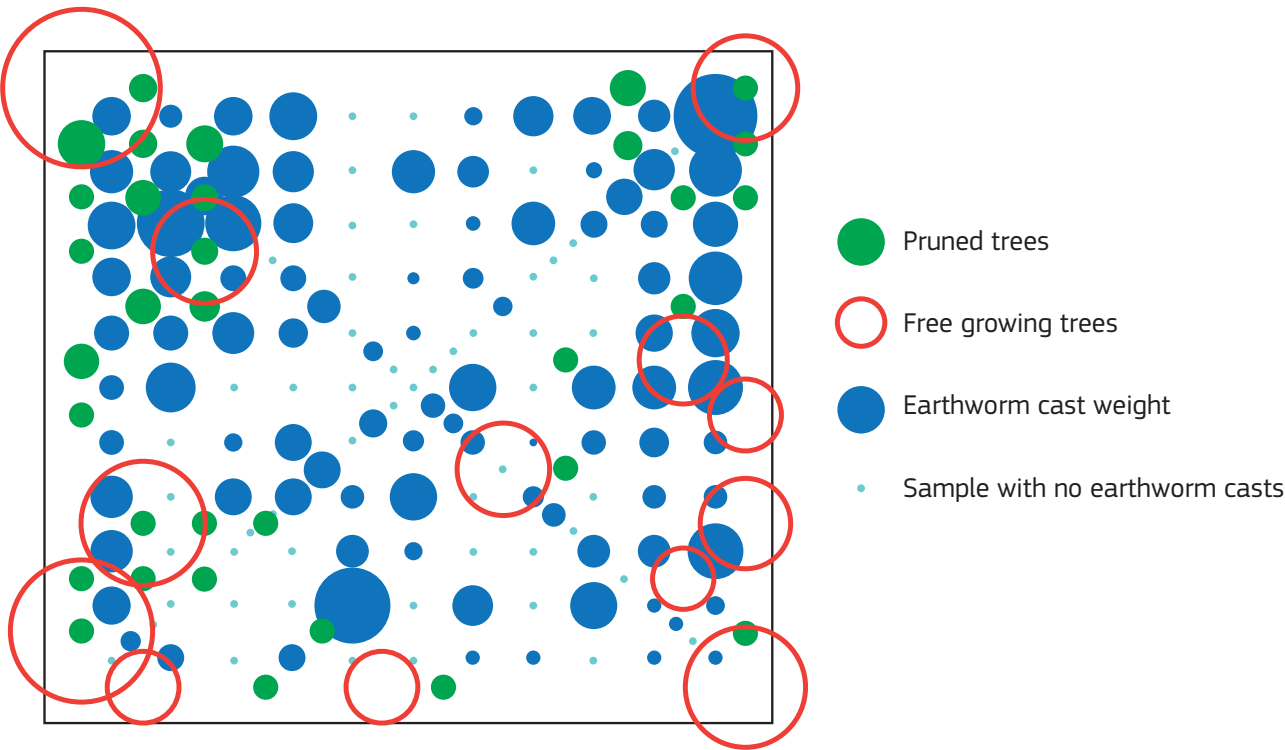 Pruned trees
Free growing trees
Earthworm cast weight
Sample with no earthworm casts